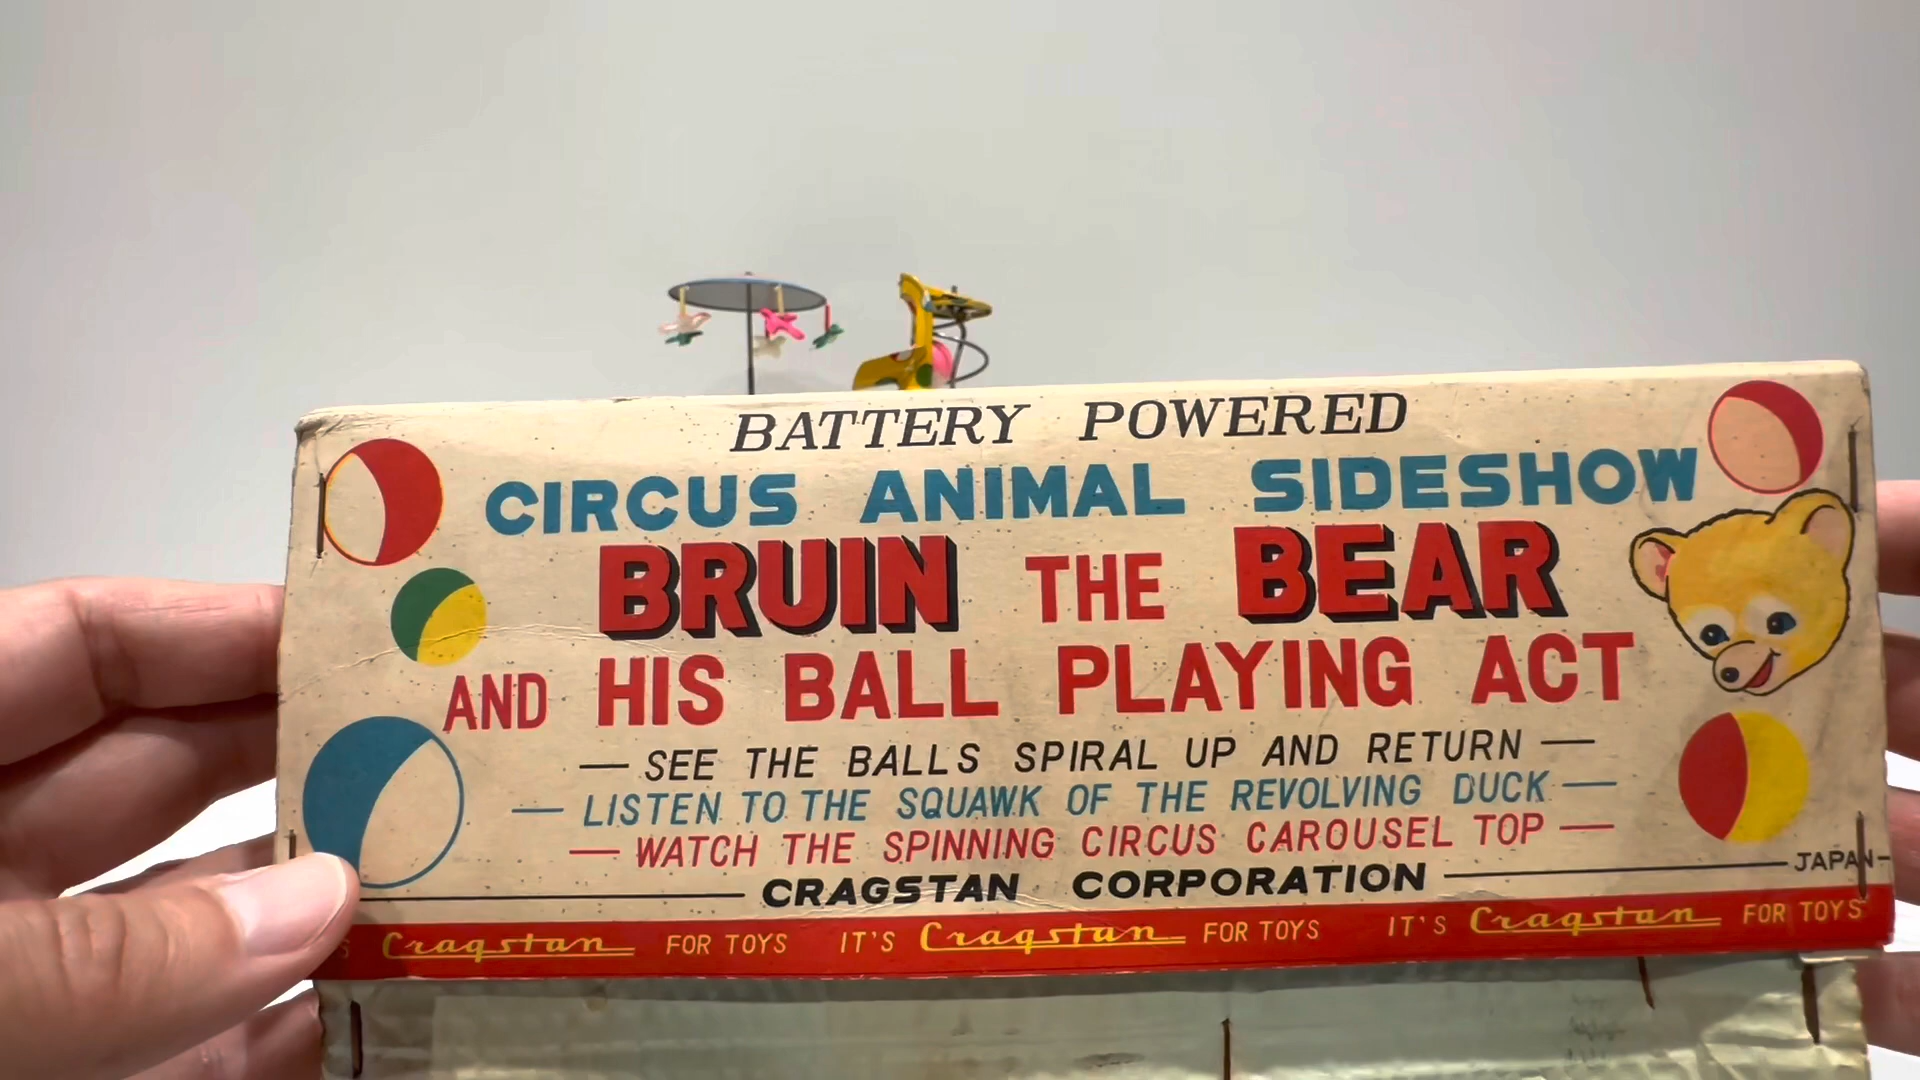 BATTERY POWERED
CIRCUS ANIMAL SIDESHOW
BRUIN THE BEAR
AND HIS BALL PLAYING ACT
— SEE THE BALLS SPIRAL UP AND RETURN —
— LISTEN TO THE SQUAWK OF THE REVOLVING DUCK —
— WATCH THE SPINNING CIRCUS CAROUSEL TOP —
JAPAN
CRAGSTAN CORPORATION
S Cragstan FOR TOYS IT'S Cragstan FOR TOYS IT'S Cragstan FOR TOYS